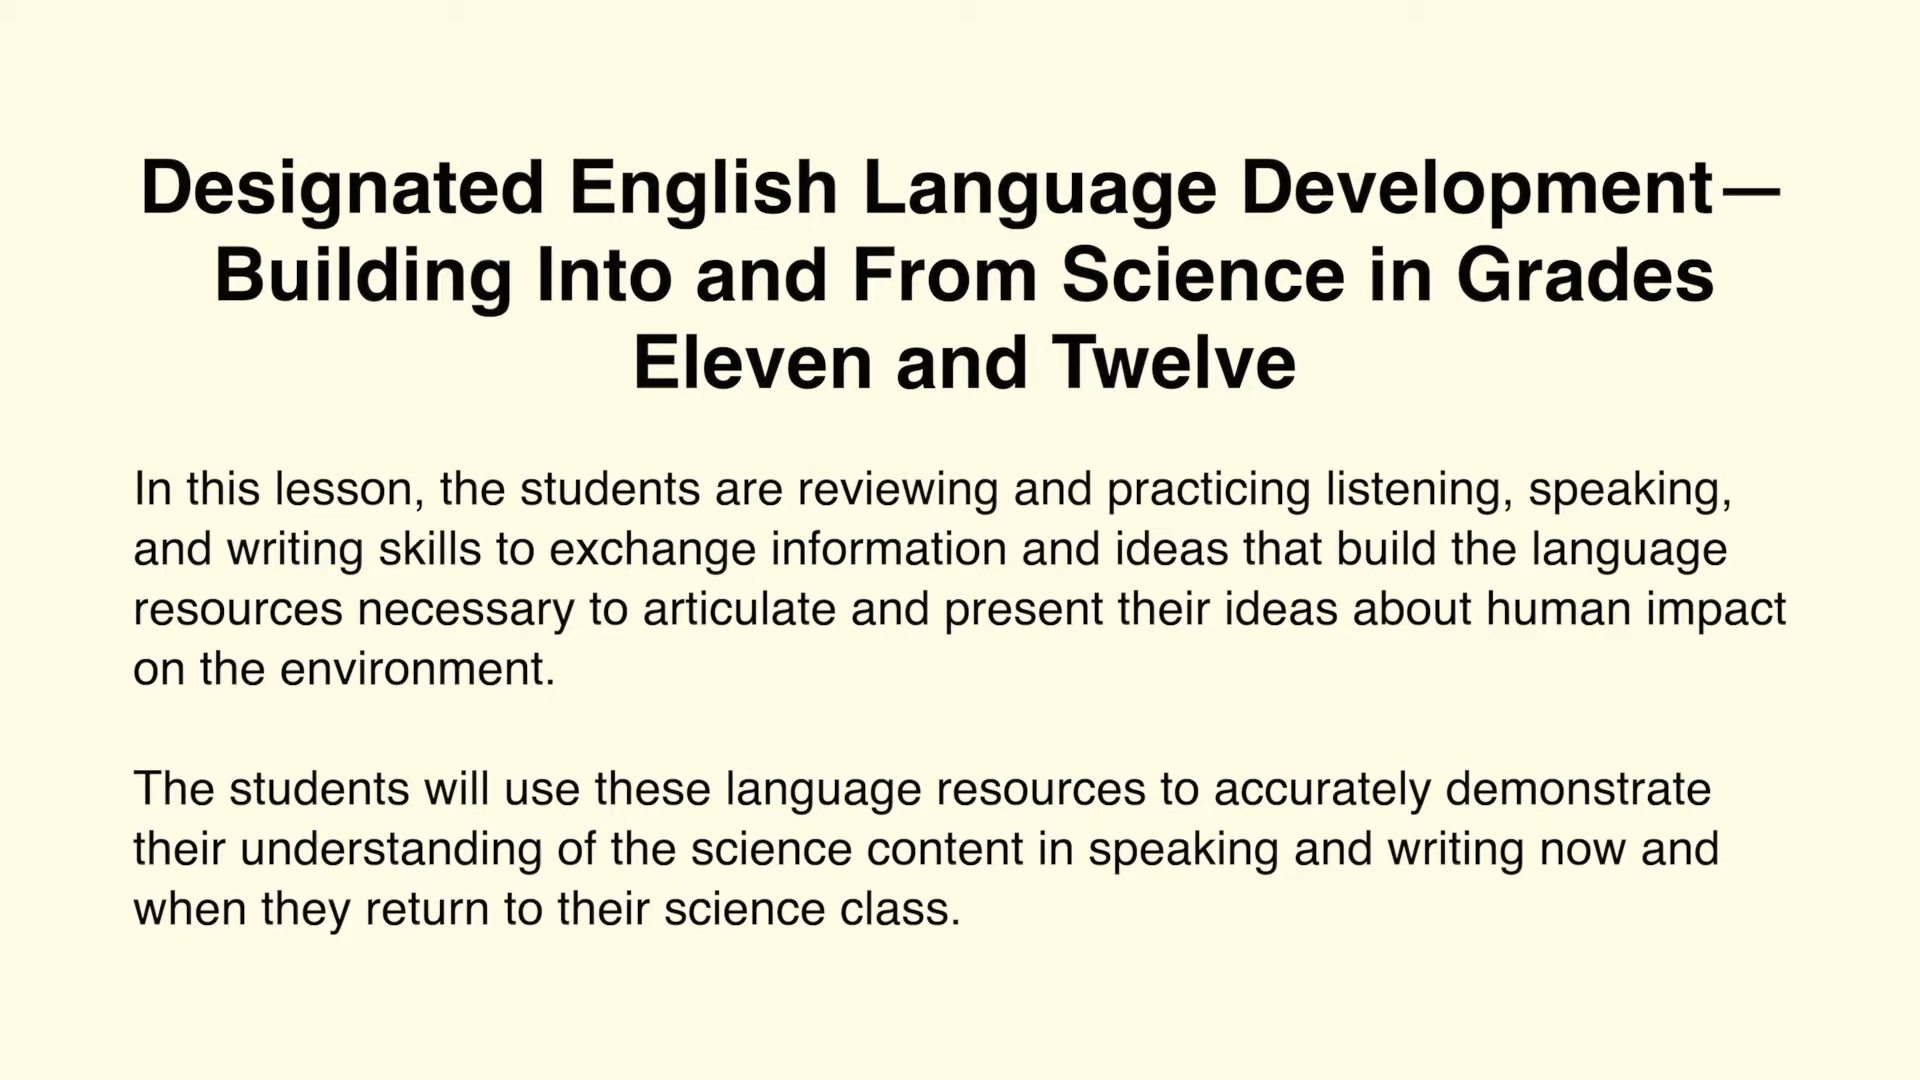 Designated English Language Development—
Building Into and From Science in Grades
Eleven and Twelve
In this lesson, the students are reviewing and practicing listening, speaking,
and writing skills to exchange information and ideas that build the language
resources necessary to articulate and present their ideas about human impact
on the environment.
The students will use these language resources to accurately demonstrate
their understanding of the science content in speaking and writing now and
when they return to their science class.